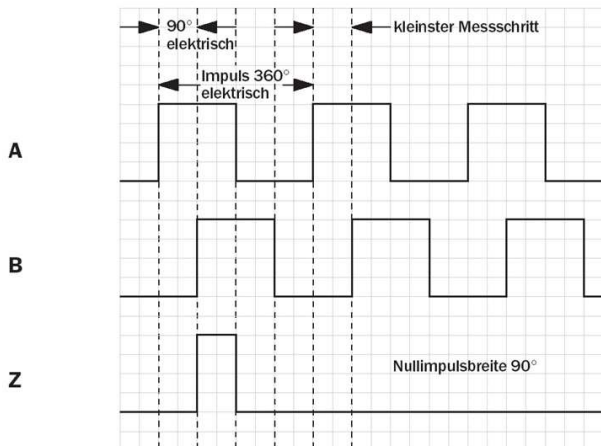 90°
elektrisch
kleinster Messschritt
Impuls 360°
elektrisch
A
B
Z
Nullimpulsbreite 90°